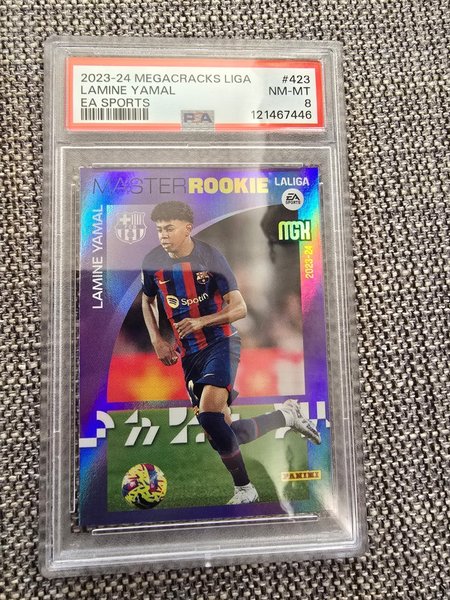 2023-24 MEGACRACKS LIGA #423
LAMINE YAMAL NM-MT
EA SPORTS 8
PSA 121467446
MASTER ROOKIE LALIGA
EA SPORTS
LAMINE YAMAL
MGK
2023-24
Spotify
PANINI